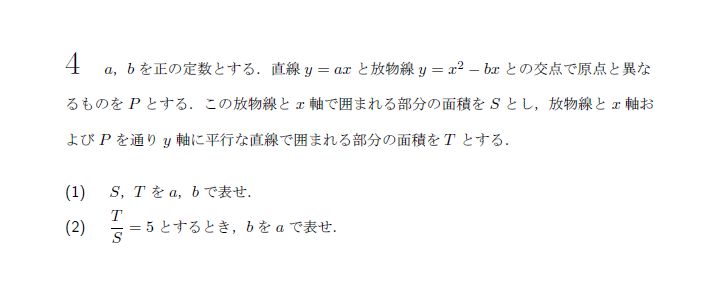 4 a, b を正の定数とする．直線 y = ax と放物線 y = x² − bx との交点で原点と異な
るものを P とする．この放物線と x 軸で囲まれる部分の面積を S とし，放物線と x 軸お
よび P を通り y 軸に平行な直線で囲まれる部分の面積を T とする．
(1) S, T を a, b で表せ．
(2) T/S = 5 とするとき，b を a で表せ．